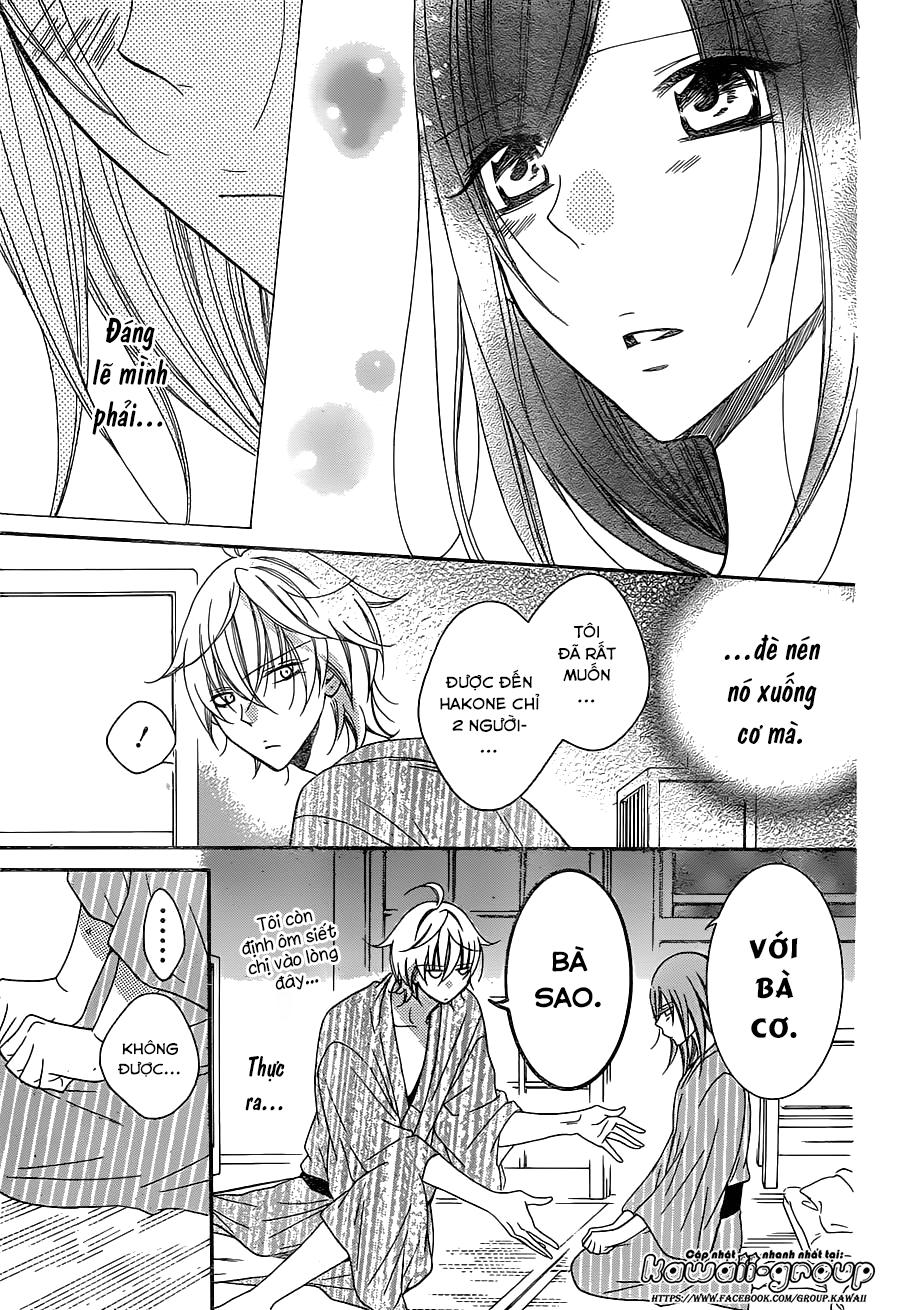 Đáng
lẽ mình
phải...
...đè nén
nó xuống
cơ mà.
TÔI
ĐÃ RẤT
MUỐN
...
ĐƯỢC ĐẾN
HAKONE CHỈ
2 NGƯỜI-
...
!
VỚI
BÀ
CƠ.
BÀ
SAO.
Tôi còn
định ôm siết
chị vào lòng
đây...
Thực
ra...
......
KHÔNG
ĐƯỢC...
Cập nhật nhanh nhất tại:
kawaii-group
HTTPS://WWW.FACEBOOK.COM/GROUP.KAWAII